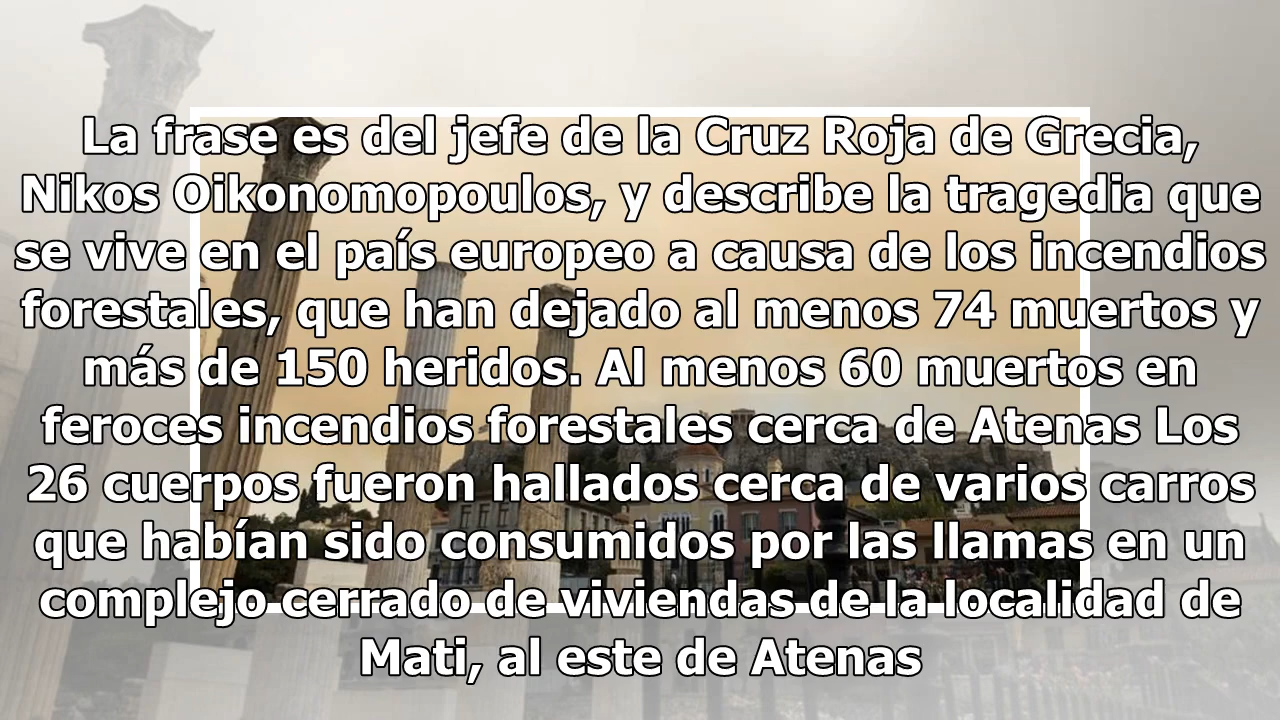 La frase es del jefe de la Cruz Roja de Grecia,
Nikos Oikonomopoulos, y describe la tragedia que
se vive en el país europeo a causa de los incendios
forestales, que han dejado al menos 74 muertos y
más de 150 heridos. Al menos 60 muertos en
feroces incendios forestales cerca de Atenas Los
26 cuerpos fueron hallados cerca de varios carros
que habían sido consumidos por las llamas en un
complejo cerrado de viviendas de la localidad de
Mati, al este de Atenas